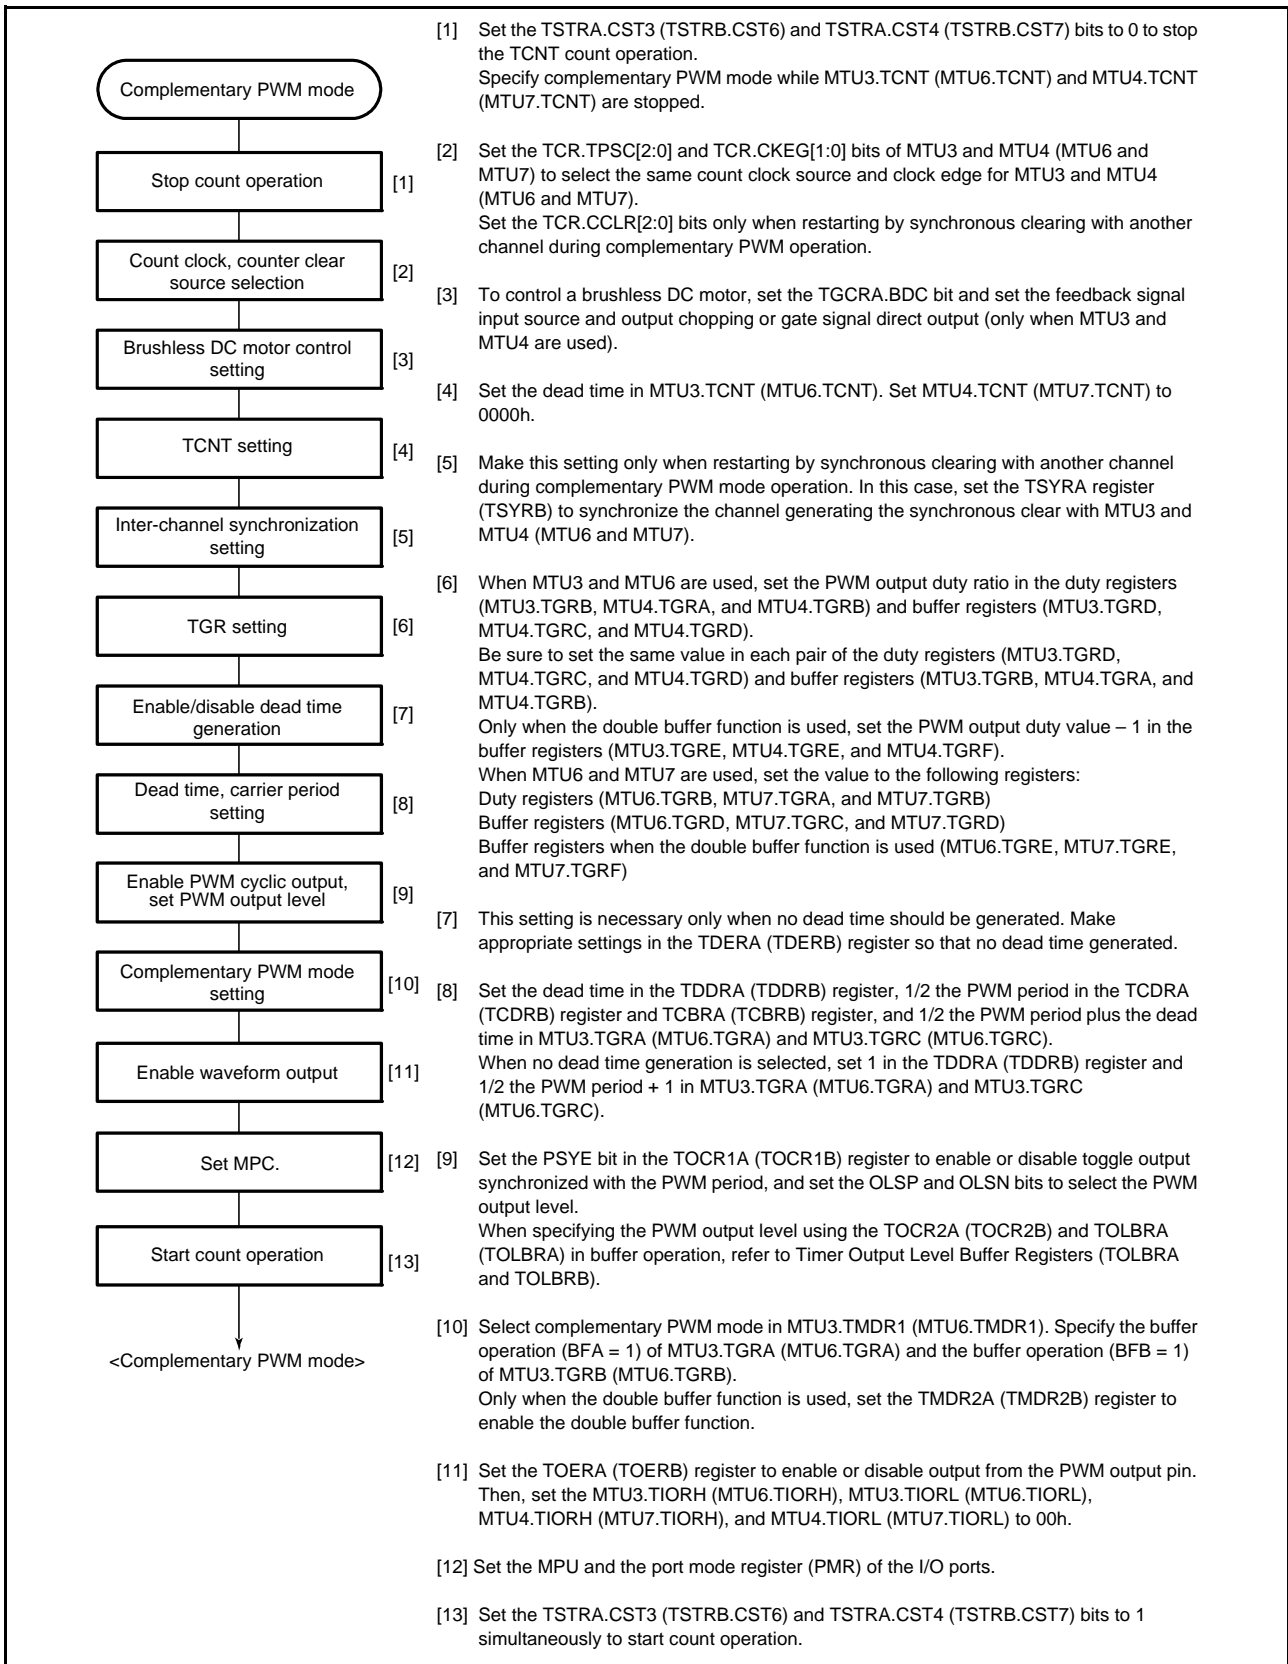 Complementary PWM mode
Stop count operation
[1]
Count clock, counter clear
source selection
[2]
Brushless DC motor control
setting
[3]
TCNT setting
[4]
Inter-channel synchronization
setting
[5]
TGR setting
[6]
Enable/disable dead time
generation
[7]
Dead time, carrier period
setting
[8]
Enable PWM cyclic output,
set PWM output level
[9]
Complementary PWM mode
setting
[10]
Enable waveform output
[11]
Set MPC.
[12]
Start count operation
[13]
<Complementary PWM mode>
[1] Set the TSTRA.CST3 (TSTRB.CST6) and TSTRA.CST4 (TSTRB.CST7) bits to 0 to stop
the TCNT count operation.
Specify complementary PWM mode while MTU3.TCNT (MTU6.TCNT) and MTU4.TCNT
(MTU7.TCNT) are stopped.
[2] Set the TCR.TPSC[2:0] and TCR.CKEG[1:0] bits of MTU3 and MTU4 (MTU6 and
MTU7) to select the same count clock source and clock edge for MTU3 and MTU4
(MTU6 and MTU7).
Set the TCR.CCLR[2:0] bits only when restarting by synchronous clearing with another
channel during complementary PWM operation.
[3] To control a brushless DC motor, set the TGCRA.BDC bit and set the feedback signal
input source and output chopping or gate signal direct output (only when MTU3 and
MTU4 are used).
[4] Set the dead time in MTU3.TCNT (MTU6.TCNT). Set MTU4.TCNT (MTU7.TCNT) to
0000h.
[5] Make this setting only when restarting by synchronous clearing with another channel
during complementary PWM mode operation. In this case, set the TSYRA register
(TSYRB) to synchronize the channel generating the synchronous clear with MTU3 and
MTU4 (MTU6 and MTU7).
[6] When MTU3 and MTU6 are used, set the PWM output duty ratio in the duty registers
(MTU3.TGRB, MTU4.TGRA, and MTU4.TGRB) and buffer registers (MTU3.TGRD,
MTU4.TGRC, and MTU4.TGRD).
Be sure to set the same value in each pair of the duty registers (MTU3.TGRD,
MTU4.TGRC, and MTU4.TGRD) and buffer registers (MTU3.TGRB, MTU4.TGRA, and
MTU4.TGRB).
Only when the double buffer function is used, set the PWM output duty value – 1 in the
buffer registers (MTU3.TGRE, MTU4.TGRE, and MTU4.TGRF).
When MTU6 and MTU7 are used, set the value to the following registers:
Duty registers (MTU6.TGRB, MTU7.TGRA, and MTU7.TGRB)
Buffer registers (MTU6.TGRD, MTU7.TGRC, and MTU7.TGRD)
Buffer registers when the double buffer function is used (MTU6.TGRE, MTU7.TGRE,
and MTU7.TGRF)
[7] This setting is necessary only when no dead time should be generated. Make
appropriate settings in the TDERA (TDERB) register so that no dead time generated.
[8] Set the dead time in the TDDRA (TDDRB) register, 1/2 the PWM period in the TCDRA
(TCDRB) register and TCBRA (TCBRB) register, and 1/2 the PWM period plus the dead
time in MTU3.TGRA (MTU6.TGRA) and MTU3.TGRC (MTU6.TGRC).
When no dead time generation is selected, set 1 in the TDDRA (TDDRB) register and
1/2 the PWM period + 1 in MTU3.TGRA (MTU6.TGRA) and MTU3.TGRC
(MTU6.TGRC).
[9] Set the PSYE bit in the TOCR1A (TOCR1B) register to enable or disable toggle output
synchronized with the PWM period, and set the OLSP and OLSN bits to select the PWM
output level.
When specifying the PWM output level using the TOCR2A (TOCR2B) and TOLBRA
(TOLBRA) in buffer operation, refer to Timer Output Level Buffer Registers (TOLBRA
and TOLBRB).
[10] Select complementary PWM mode in MTU3.TMDR1 (MTU6.TMDR1). Specify the buffer
operation (BFA = 1) of MTU3.TGRA (MTU6.TGRA) and the buffer operation (BFB = 1)
of MTU3.TGRB (MTU6.TGRB).
Only when the double buffer function is used, set the TMDR2A (TMDR2B) register to
enable the double buffer function.
[11] Set the TOERA (TOERB) register to enable or disable output from the PWM output pin.
Then, set the MTU3.TIORH (MTU6.TIORH), MTU3.TIORL (MTU6.TIORL),
MTU4.TIORH (MTU7.TIORH), and MTU4.TIORL (MTU7.TIORL) to 00h.
[12] Set the MPU and the port mode register (PMR) of the I/O ports.
[13] Set the TSTRA.CST3 (TSTRB.CST6) and TSTRA.CST4 (TSTRB.CST7) bits to 1
simultaneously to start count operation.